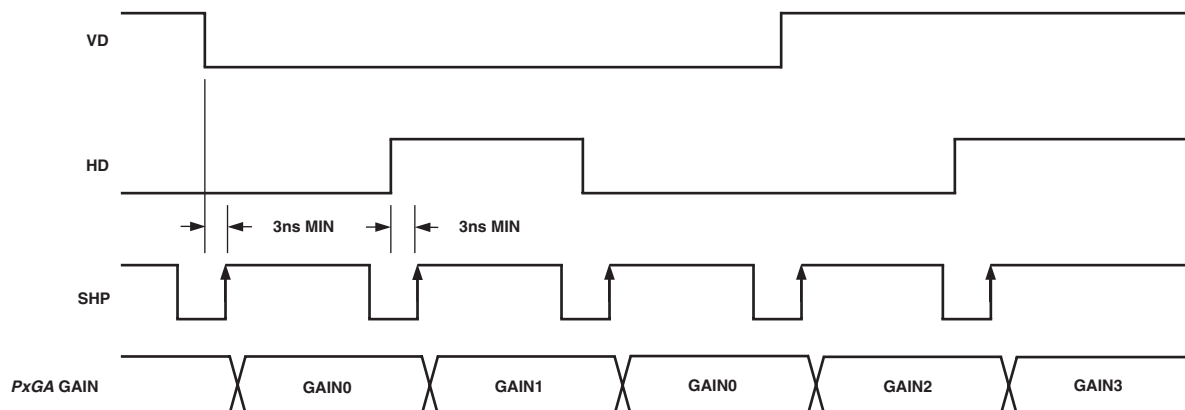 VD
HD
3ns MIN 3ns MIN
SHP
PxGA GAIN GAIN0 GAIN1 GAIN0 GAIN2 GAIN3